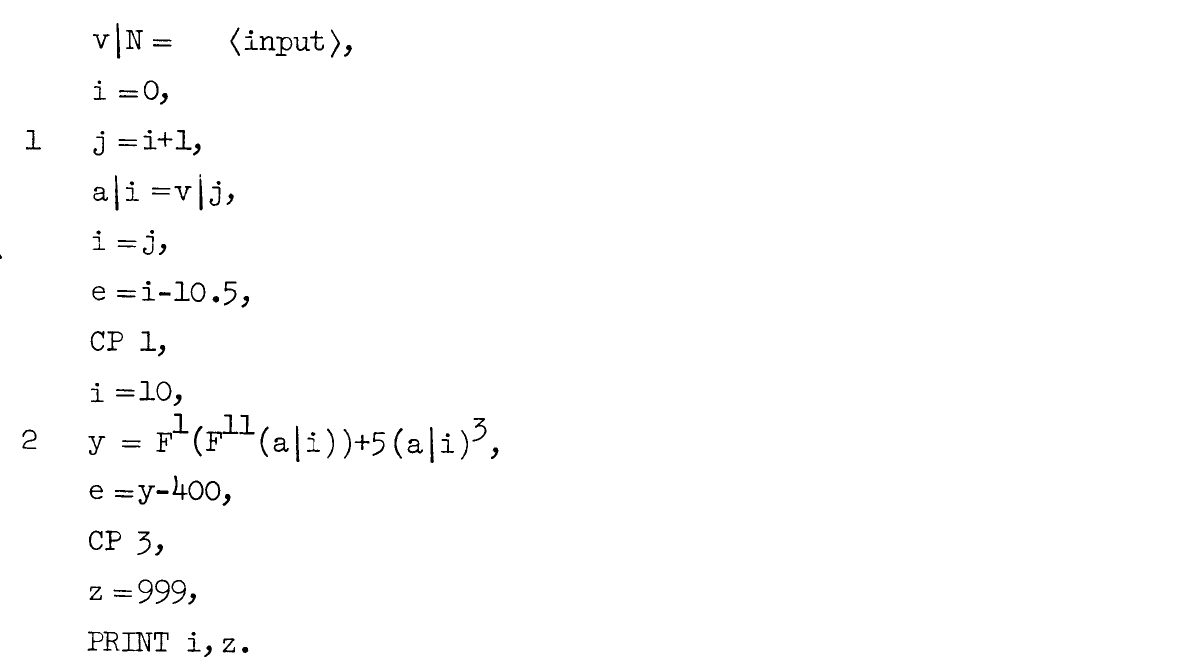 v|N = ⟨input⟩,
i =0,
1 j =i+1,
a|i =v|j,
i =j,
e =i-10.5,
CP 1,
i =10,
2 y = F¹(F¹¹(a|i))+5(a|i)³,
e =y-400,
CP 3,
z =999,
PRINT i,z.